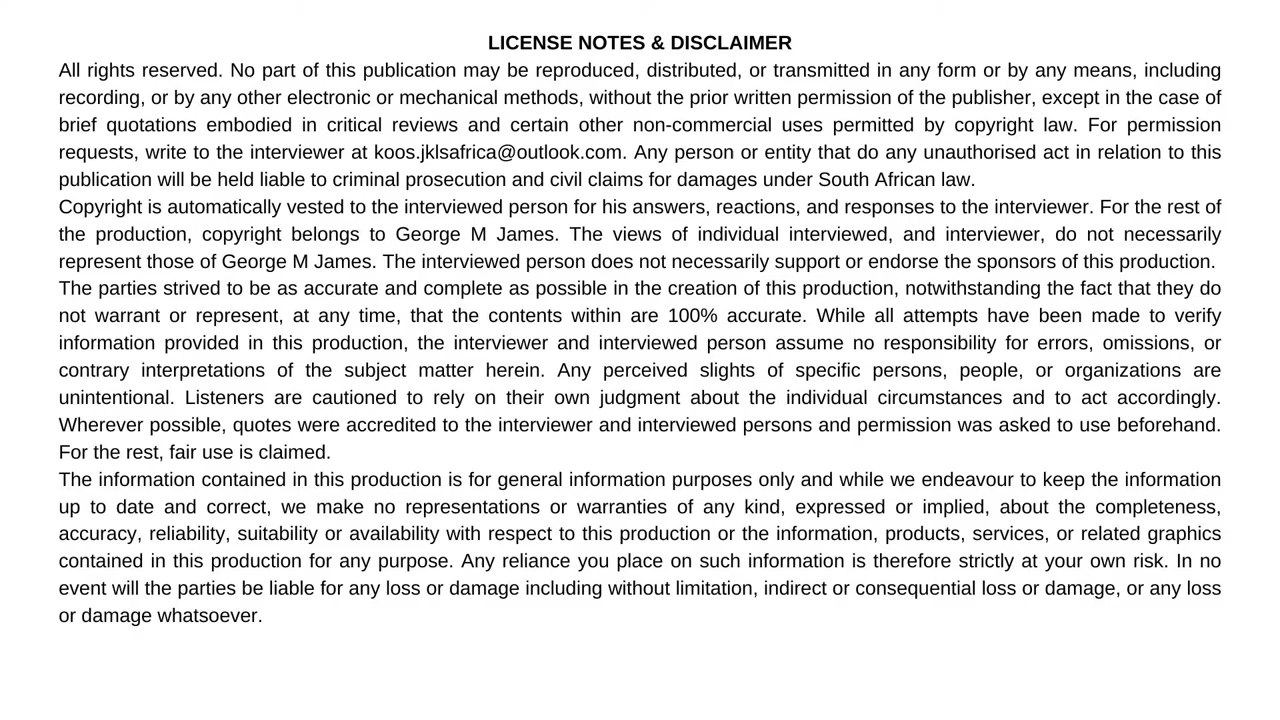 LICENSE NOTES & DISCLAIMER
All rights reserved. No part of this publication may be reproduced, distributed, or transmitted in any form or by any means, including
recording, or by any other electronic or mechanical methods, without the prior written permission of the publisher, except in the case of
brief quotations embodied in critical reviews and certain other non-commercial uses permitted by copyright law. For permission
requests, write to the interviewer at koos.jklsafrica@outlook.com. Any person or entity that do any unauthorised act in relation to this
publication will be held liable to criminal prosecution and civil claims for damages under South African law.
Copyright is automatically vested to the interviewed person for his answers, reactions, and responses to the interviewer. For the rest of
the production, copyright belongs to George M James. The views of individual interviewed, and interviewer, do not necessarily
represent those of George M James. The interviewed person does not necessarily support or endorse the sponsors of this production.
The parties strived to be as accurate and complete as possible in the creation of this production, notwithstanding the fact that they do
not warrant or represent, at any time, that the contents within are 100% accurate. While all attempts have been made to verify
information provided in this production, the interviewer and interviewed person assume no responsibility for errors, omissions, or
contrary interpretations of the subject matter herein. Any perceived slights of specific persons, people, or organizations are
unintentional. Listeners are cautioned to rely on their own judgment about the individual circumstances and to act accordingly.
Wherever possible, quotes were accredited to the interviewer and interviewed persons and permission was asked to use beforehand.
For the rest, fair use is claimed.
The information contained in this production is for general information purposes only and while we endeavour to keep the information
up to date and correct, we make no representations or warranties of any kind, expressed or implied, about the completeness,
accuracy, reliability, suitability or availability with respect to this production or the information, products, services, or related graphics
contained in this production for any purpose. Any reliance you place on such information is therefore strictly at your own risk. In no
event will the parties be liable for any loss or damage including without limitation, indirect or consequential loss or damage, or any loss
or damage whatsoever.